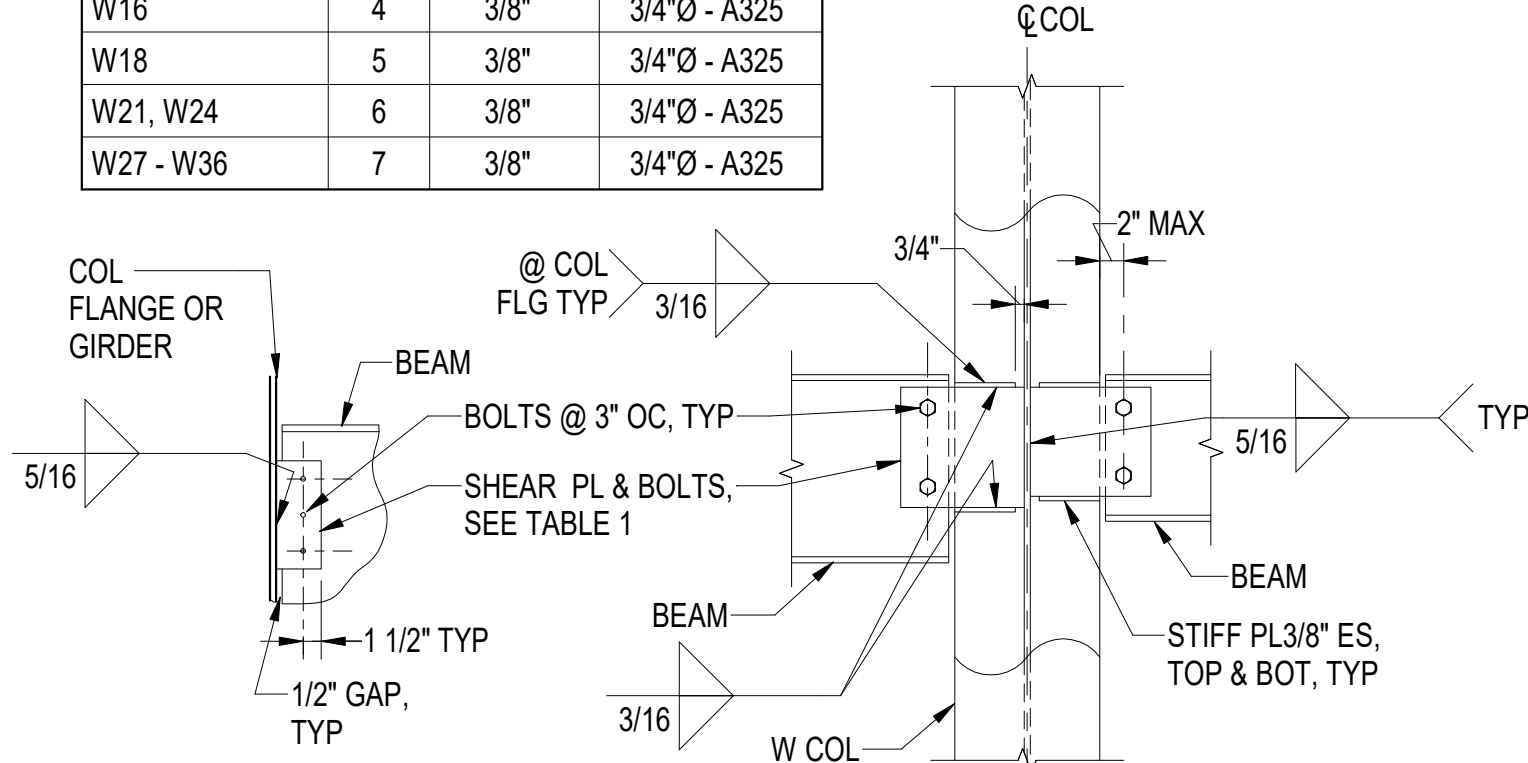 W16 4 3/8" 3/4"Ø - A325
W18 5 3/8" 3/4"Ø - A325
W21, W24 6 3/8" 3/4"Ø - A325
W27 - W36 7 3/8" 3/4"Ø - A325
℄ COL
2" MAX
3/4"
@ COL
FLG TYP
3/16
COL
FLANGE OR
GIRDER
BEAM
BOLTS @ 3" OC, TYP
5/16
SHEAR PL & BOLTS,
SEE TABLE 1
5/16
TYP
BEAM
BEAM
STIFF PL3/8" ES,
TOP & BOT, TYP
1 1/2" TYP
1/2" GAP,
TYP
3/16
W COL